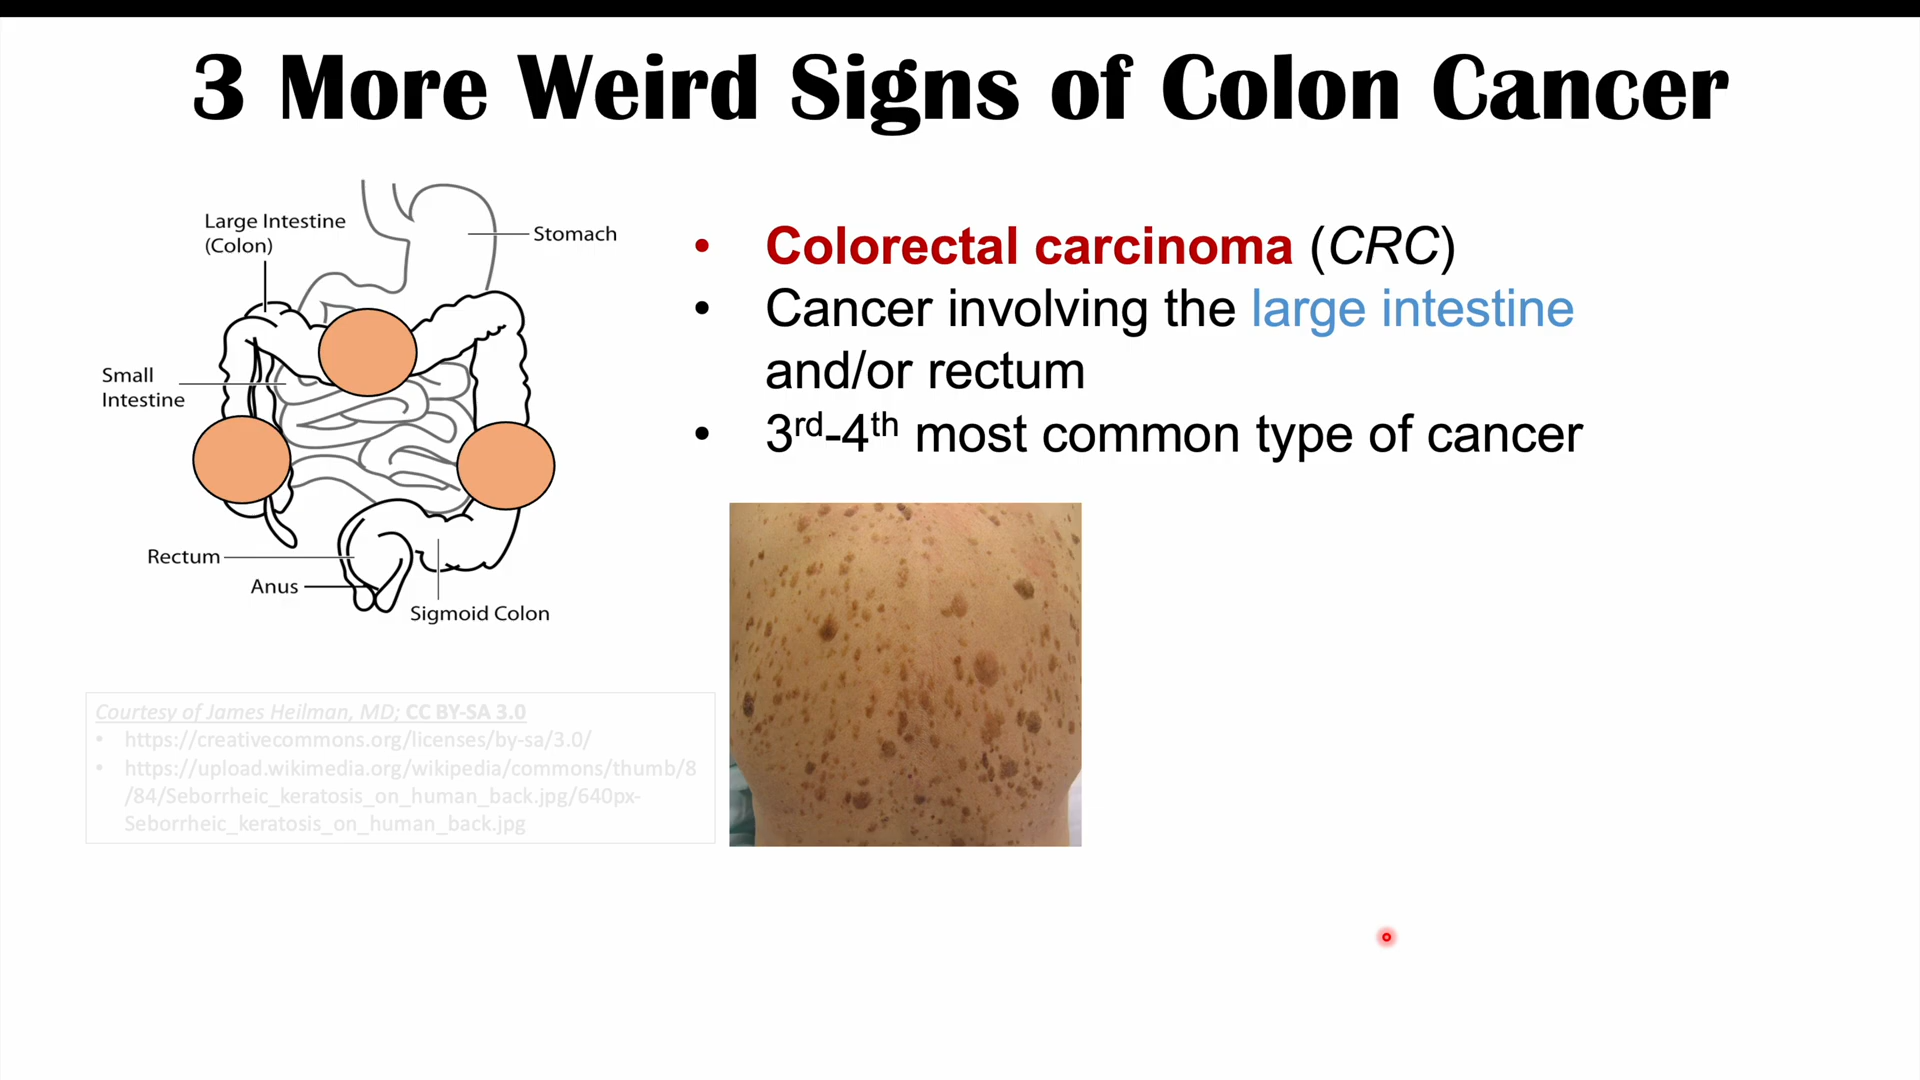 3 More Weird Signs of Colon Cancer
Large Intestine
(Colon)
Stomach
Small
Intestine
Rectum
Anus
Sigmoid Colon
• Colorectal carcinoma (CRC)
• Cancer involving the large intestine
and/or rectum
• 3rd-4th most common type of cancer
Courtesy of James Heilman, MD; CC BY-SA 3.0
• https://creativecommons.org/licenses/by-sa/3.0/
• https://upload.wikimedia.org/wikipedia/commons/thumb/8
/84/Seborrheic_keratosis_on_human_back.jpg/640px-
Seborrheic_keratosis_on_human_back.jpg